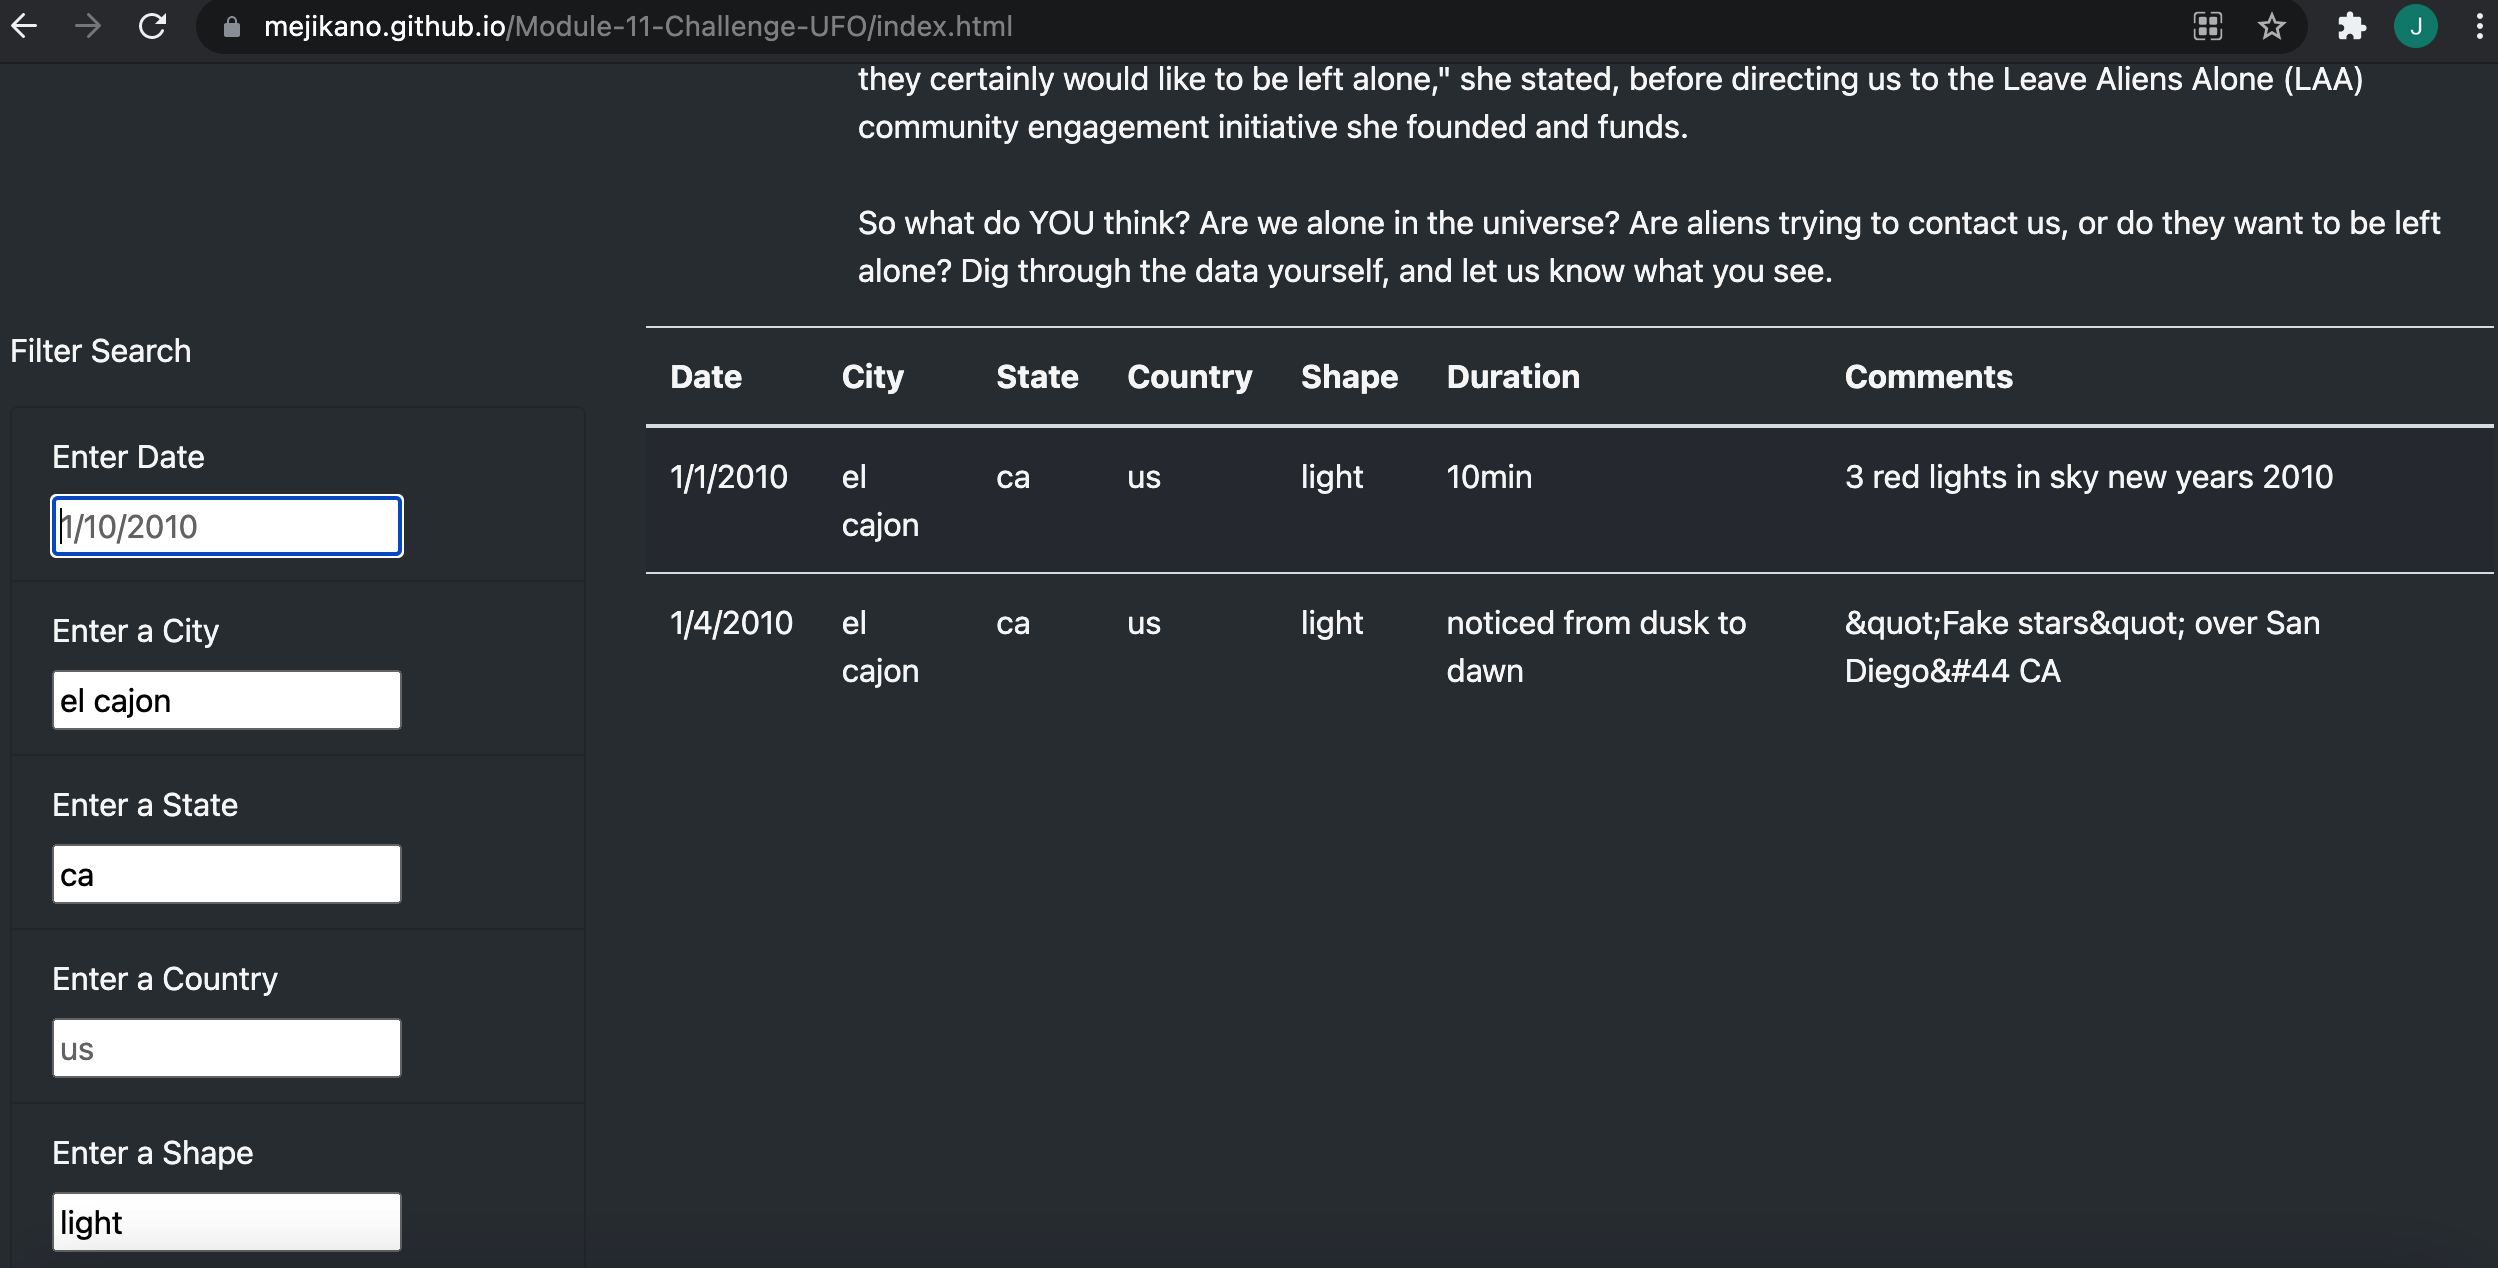 mejikano.github.io/Module-11-Challenge-UFO/index.html
J
they certainly would like to be left alone," she stated, before directing us to the Leave Aliens Alone (LAA)
community engagement initiative she founded and funds.
So what do YOU think? Are we alone in the universe? Are aliens trying to contact us, or do they want to be left
alone? Dig through the data yourself, and let us know what you see.
Filter Search
Enter Date
1/10/2010
Enter a City
el cajon
Enter a State
ca
Enter a Country
us
Enter a Shape
light
Date City State Country Shape Duration Comments
1/1/2010 el ca us light 10min 3 red lights in sky new years 2010
cajon
1/4/2010 el ca us light noticed from dusk to &quot;Fake stars&quot; over San
cajon dawn Diego&#44 CA